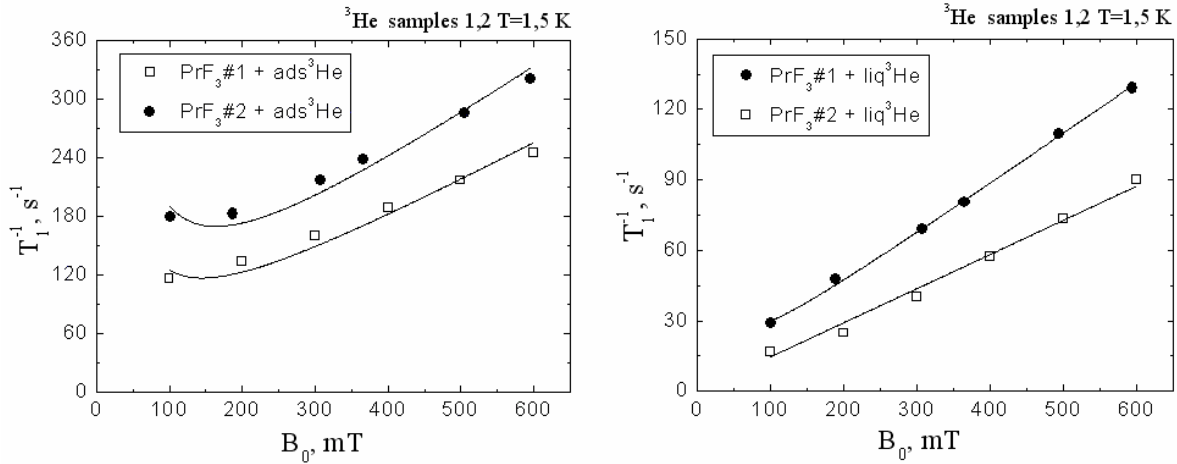 ³He samples 1,2 T=1,5 K
360
300
240
180
120
60
0
T₁⁻¹, s⁻¹
PrF₃#1 + ads³He
PrF₃#2 + ads³He
0 100 200 300 400 500 600
B₀, mT
³He samples 1,2 T=1,5 K
150
120
90
60
30
0
T₁⁻¹, s⁻¹
PrF₃#1 + liq³He
PrF₃#2 + liq³He
0 100 200 300 400 500 600
B₀, mT